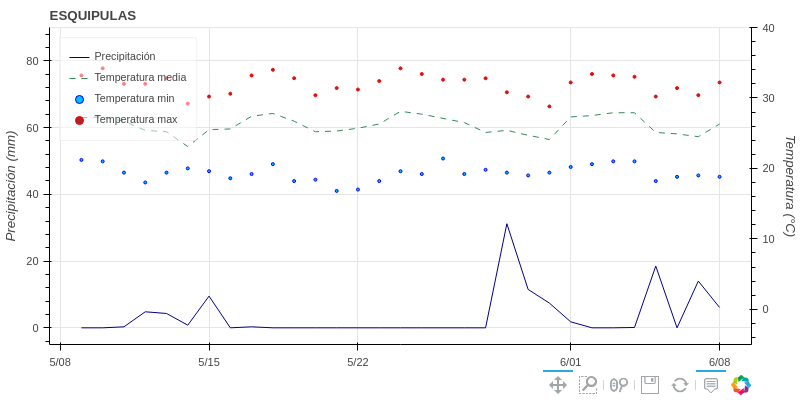 ESQUIPULAS
Precipitación
Temperatura media
Temperatura min
Temperatura max
Precipitación (mm)
80
60
40
20
0
Temperatura (°C)
40
30
20
10
0
5/08 5/15 5/22 6/01 6/08